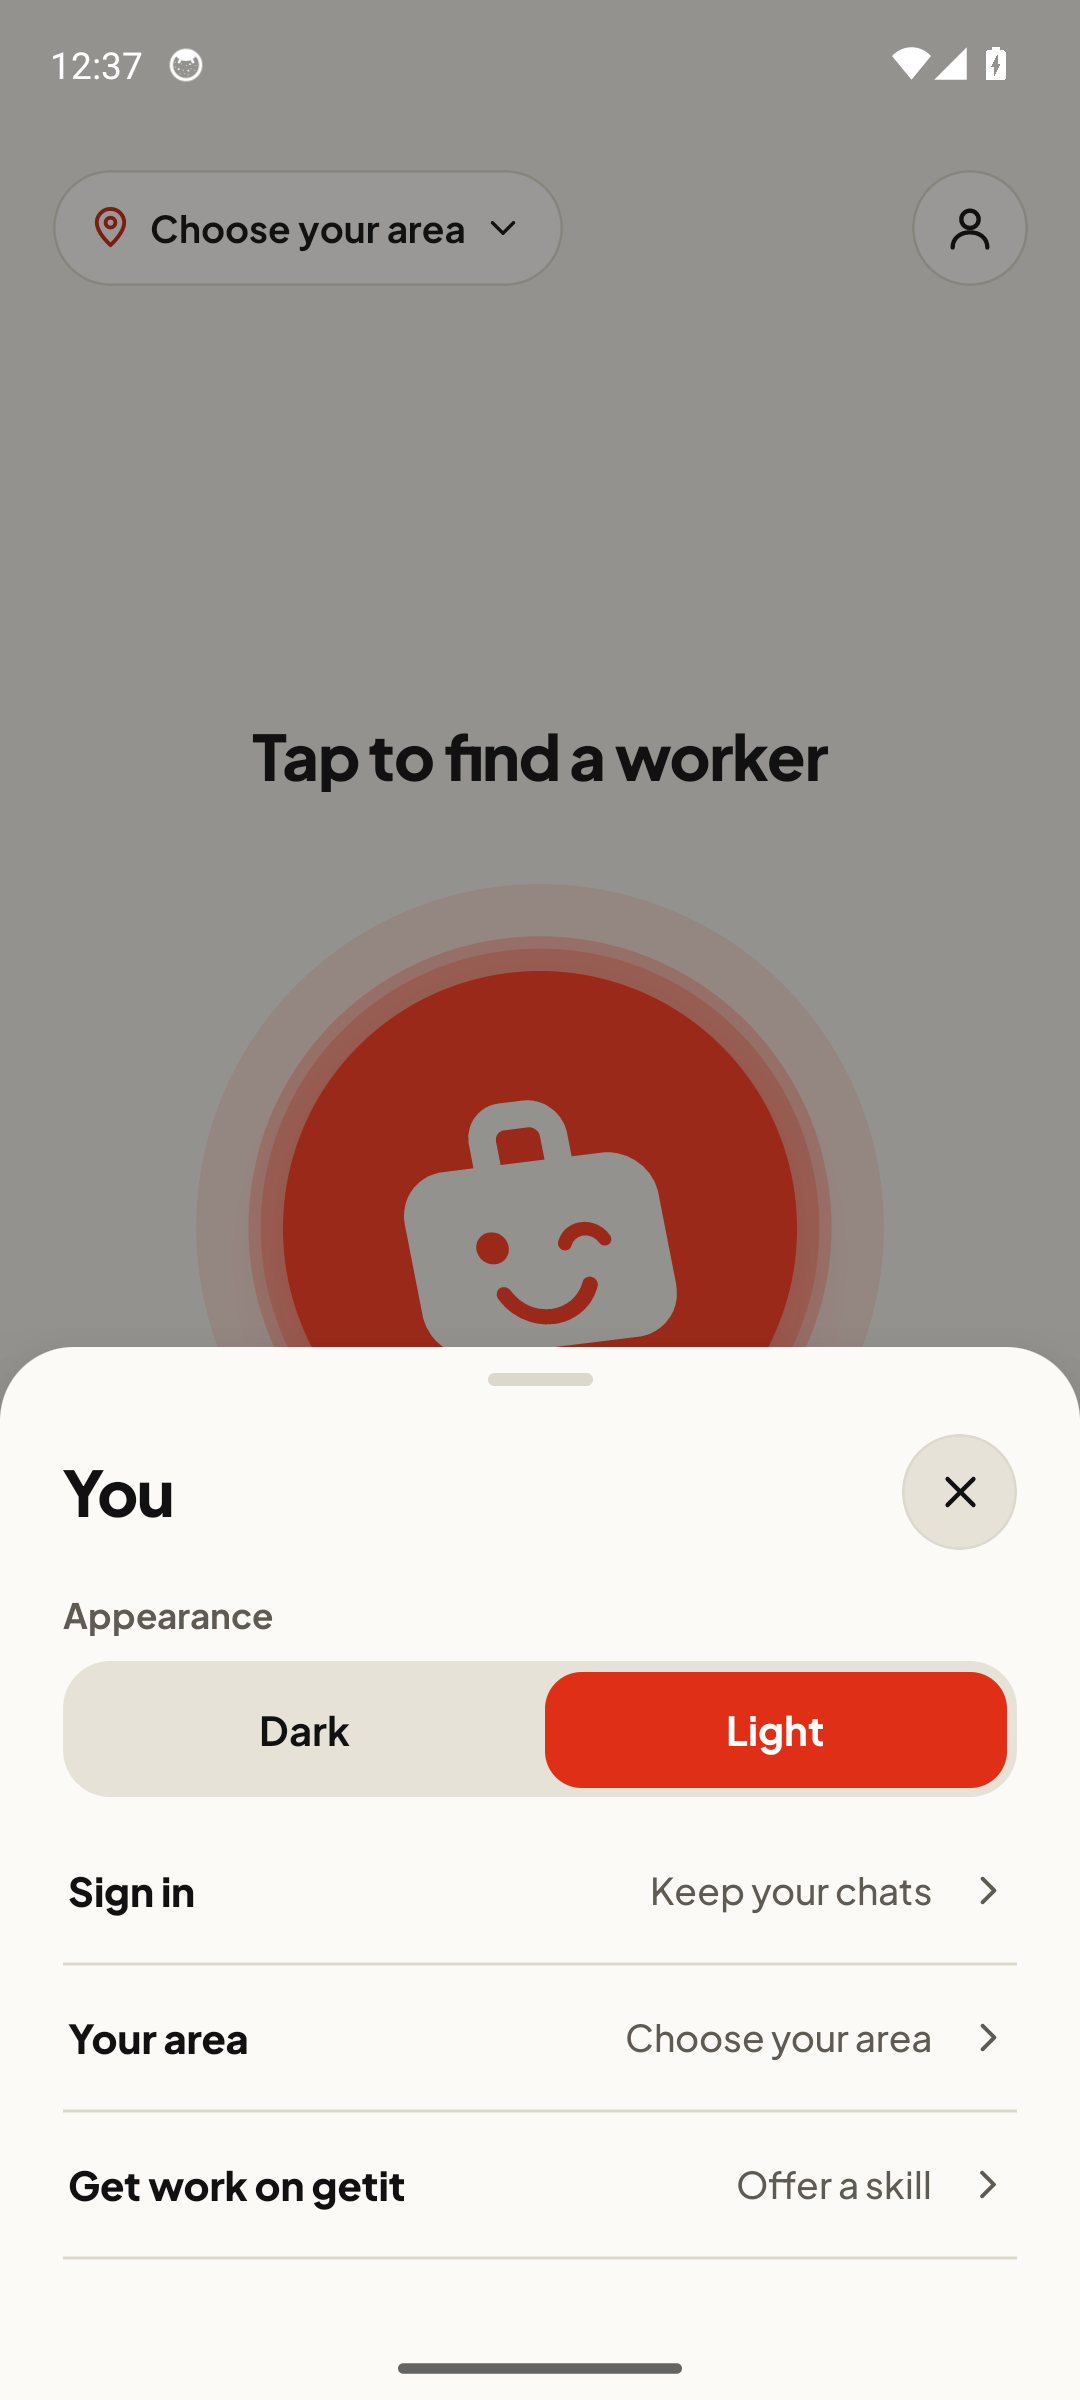 12:37
Choose your area
Tap to find a worker
You
Appearance
Dark
Light
Sign in
Keep your chats
Your area
Choose your area
Get work on getit
Offer a skill